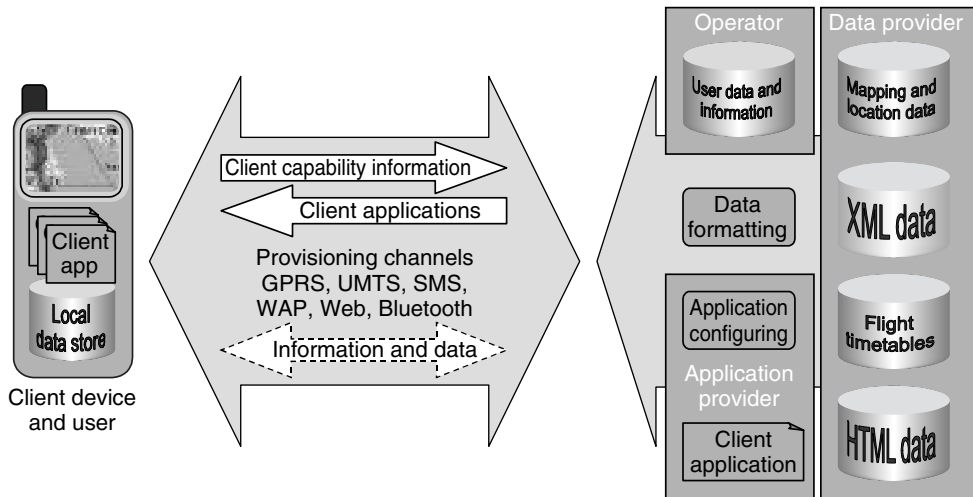 Operator
Data provider
User data and
information
Mapping and
location data
Client capability information
Client applications
Data
formatting
XML data
Client
app
Provisioning channels
GPRS, UMTS, SMS,
WAP, Web, Bluetooth
Local
data store
Information and data
Application
configuring
Flight
timetables
Client device
and user
Application
provider
Client
application
HTML data